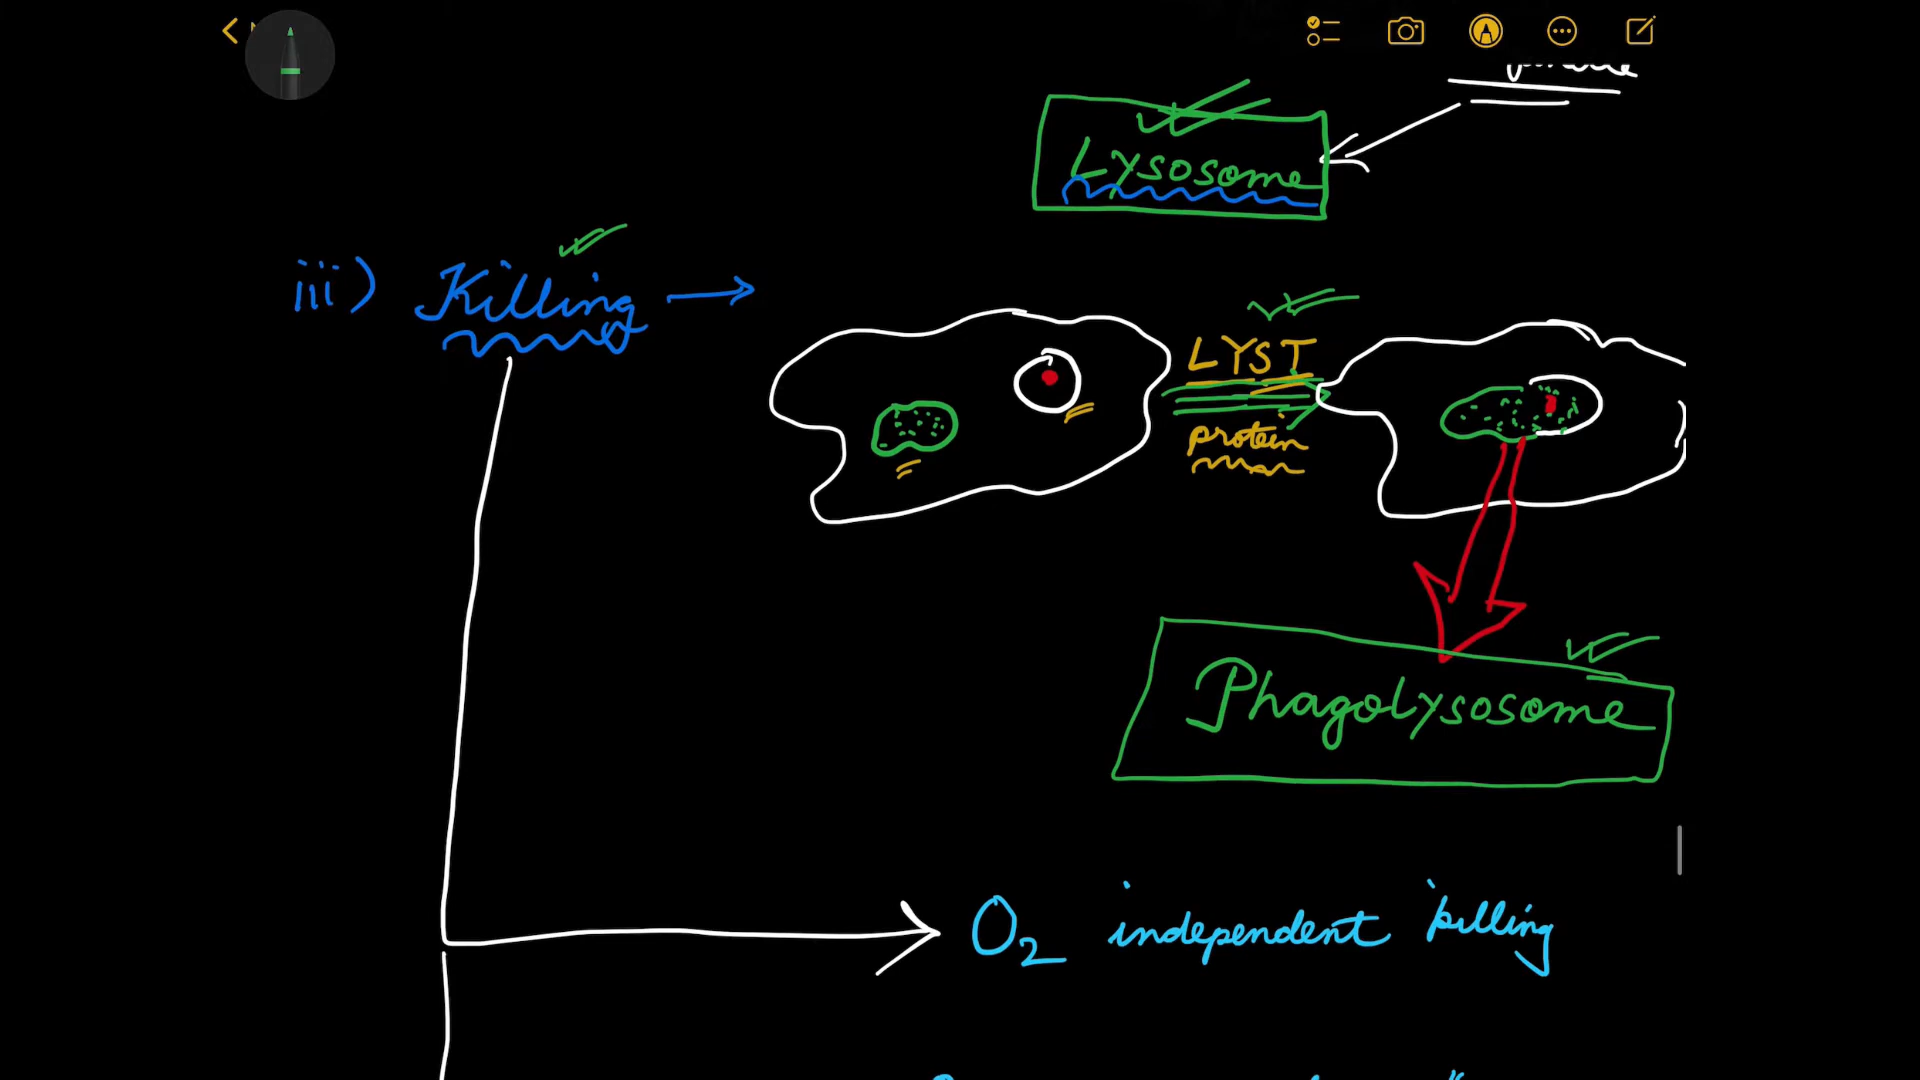 Lysosome
iii) Killing →
LYST
protein
Phagolysosome
O₂ independent killing